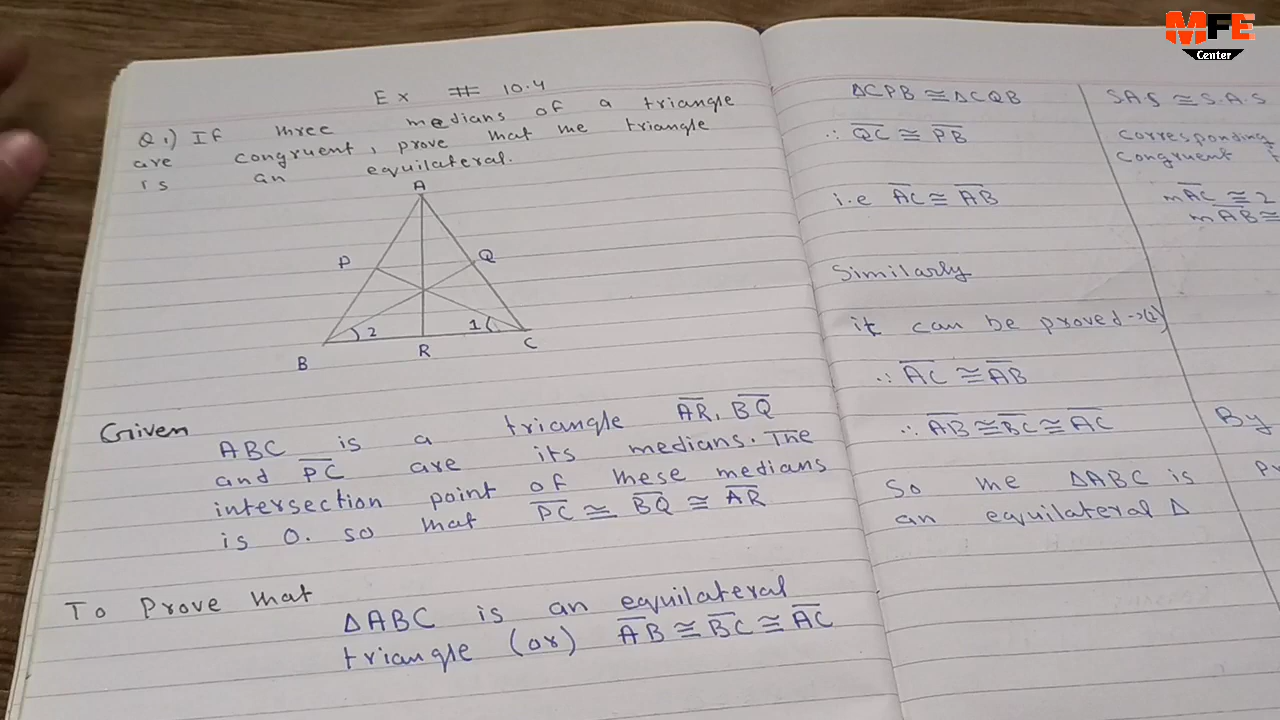 MFE
Center
Ex # 10.4
Q.1) If three medians of a triangle
are congruent, prove that the triangle
is an equilateral.
A
P
Q
2
1
B
R
C
Given
ABC is a triangle AR, BQ
and PC are its medians. The
intersection point of these medians
is O. so that PC ≅ BQ ≅ AR
To Prove that
ΔABC is an equilateral
triangle (or) AB ≅ BC ≅ AC
ΔCPB ≅ ΔCQB
S.A.S ≅ S.A.S
∴ QC ≅ PB
corresponding
congruent
i.e AC ≅ AB
mAC ≅ 2
mAB ≅
Similarly
it can be proved → (2)
∴ AC ≅ AB
∴ AB ≅ BC ≅ AC
By
So the ΔABC is
an equilateral Δ